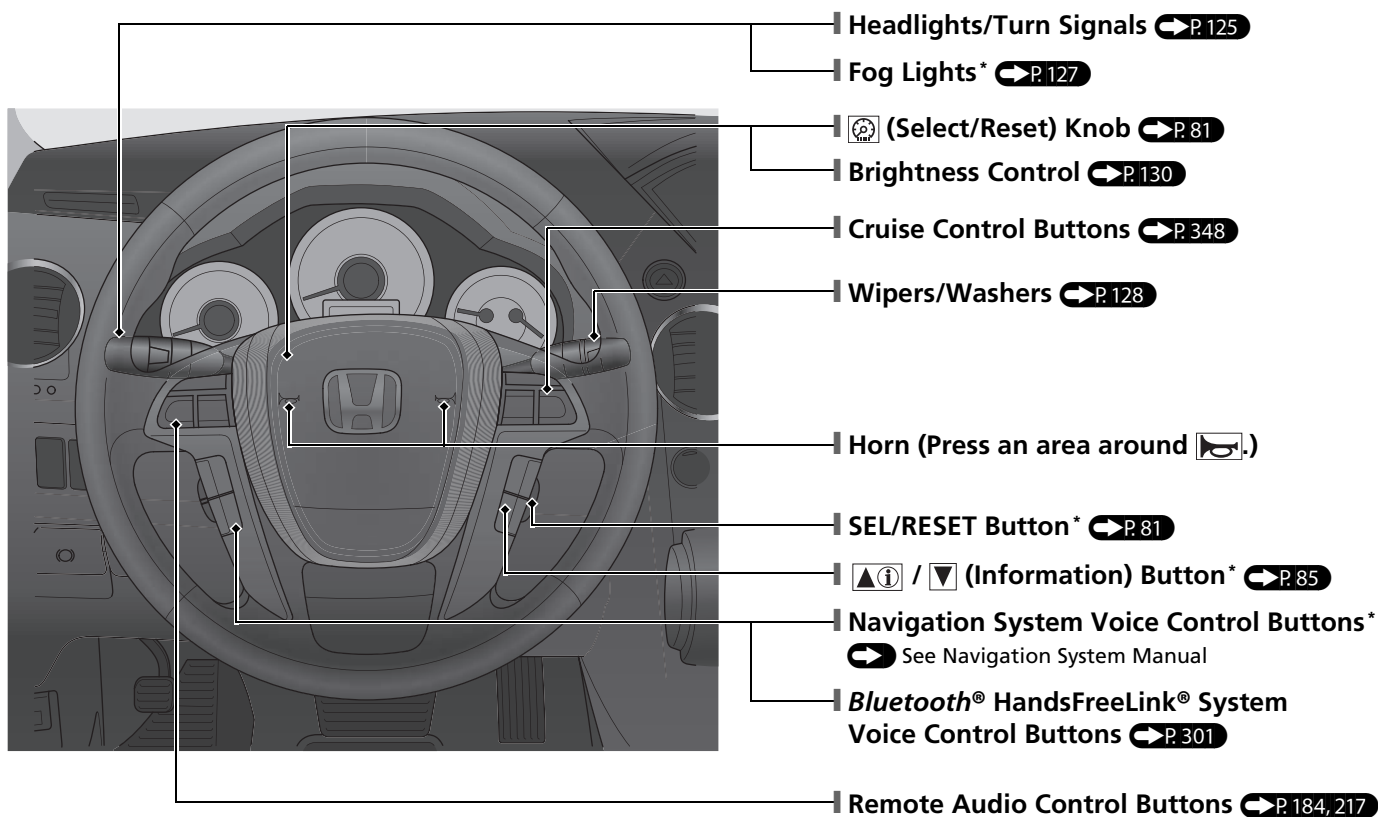 Headlights/Turn Signals P. 125
Fog Lights* P. 127
(Select/Reset) Knob P. 81
Brightness Control P. 130
Cruise Control Buttons P. 348
Wipers/Washers P. 128
Horn (Press an area around .)
SEL/RESET Button* P. 81
▲ⓘ / ▼ (Information) Button* P. 85
Navigation System Voice Control Buttons*
See Navigation System Manual
Bluetooth® HandsFreeLink® System
Voice Control Buttons P. 301
Remote Audio Control Buttons P. 184, 217